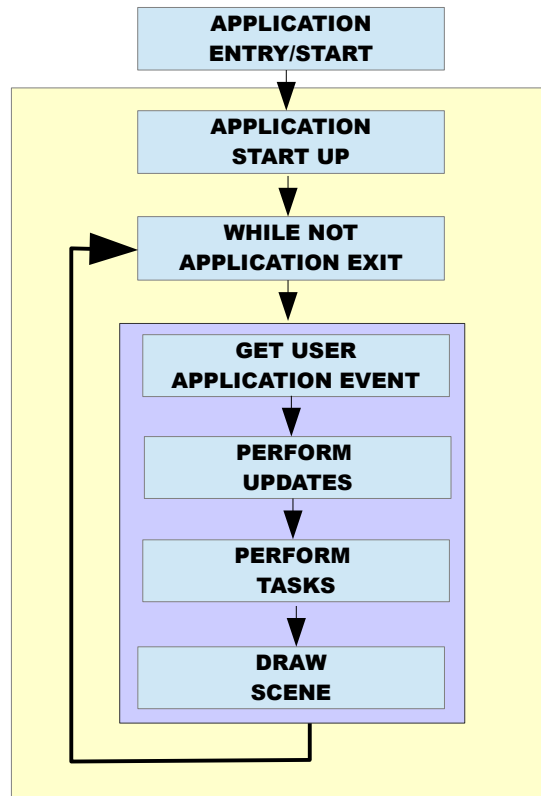 APPLICATION
ENTRY/START
APPLICATION
START UP
WHILE NOT
APPLICATION EXIT
GET USER
APPLICATION EVENT
PERFORM
UPDATES
PERFORM
TASKS
DRAW
SCENE